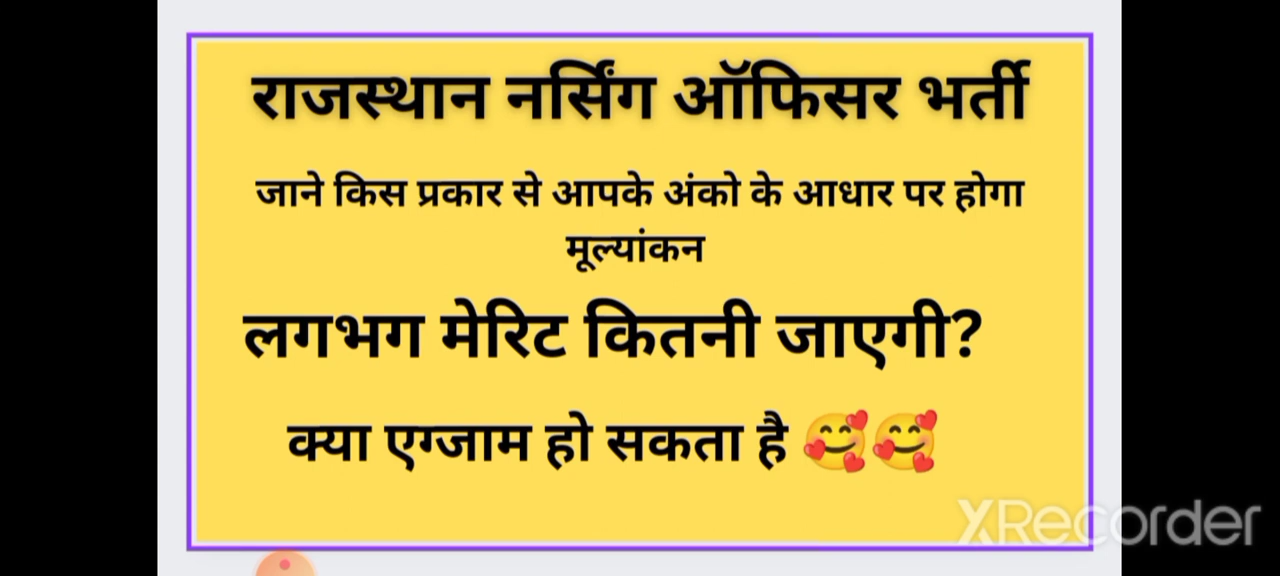 राजस्थान नर्सिंग ऑफिसर भर्ती
जाने किस प्रकार से आपके अंको के आधार पर होगा
मूल्यांकन
लगभग मेरिट कितनी जाएगी?
क्या एग्जाम हो सकता है 🥰🥰
XRecorder